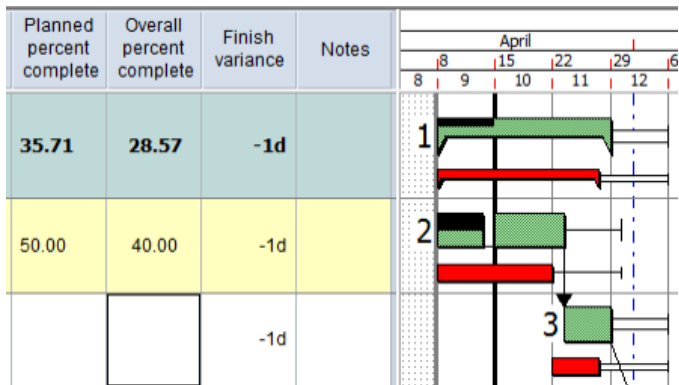 Planned percent complete Overall percent complete Finish variance Notes
April
8 15 22 29 6
8 9 10 11 12
35.71 28.57 -1d 1
50.00 40.00 -1d 2
-1d 3